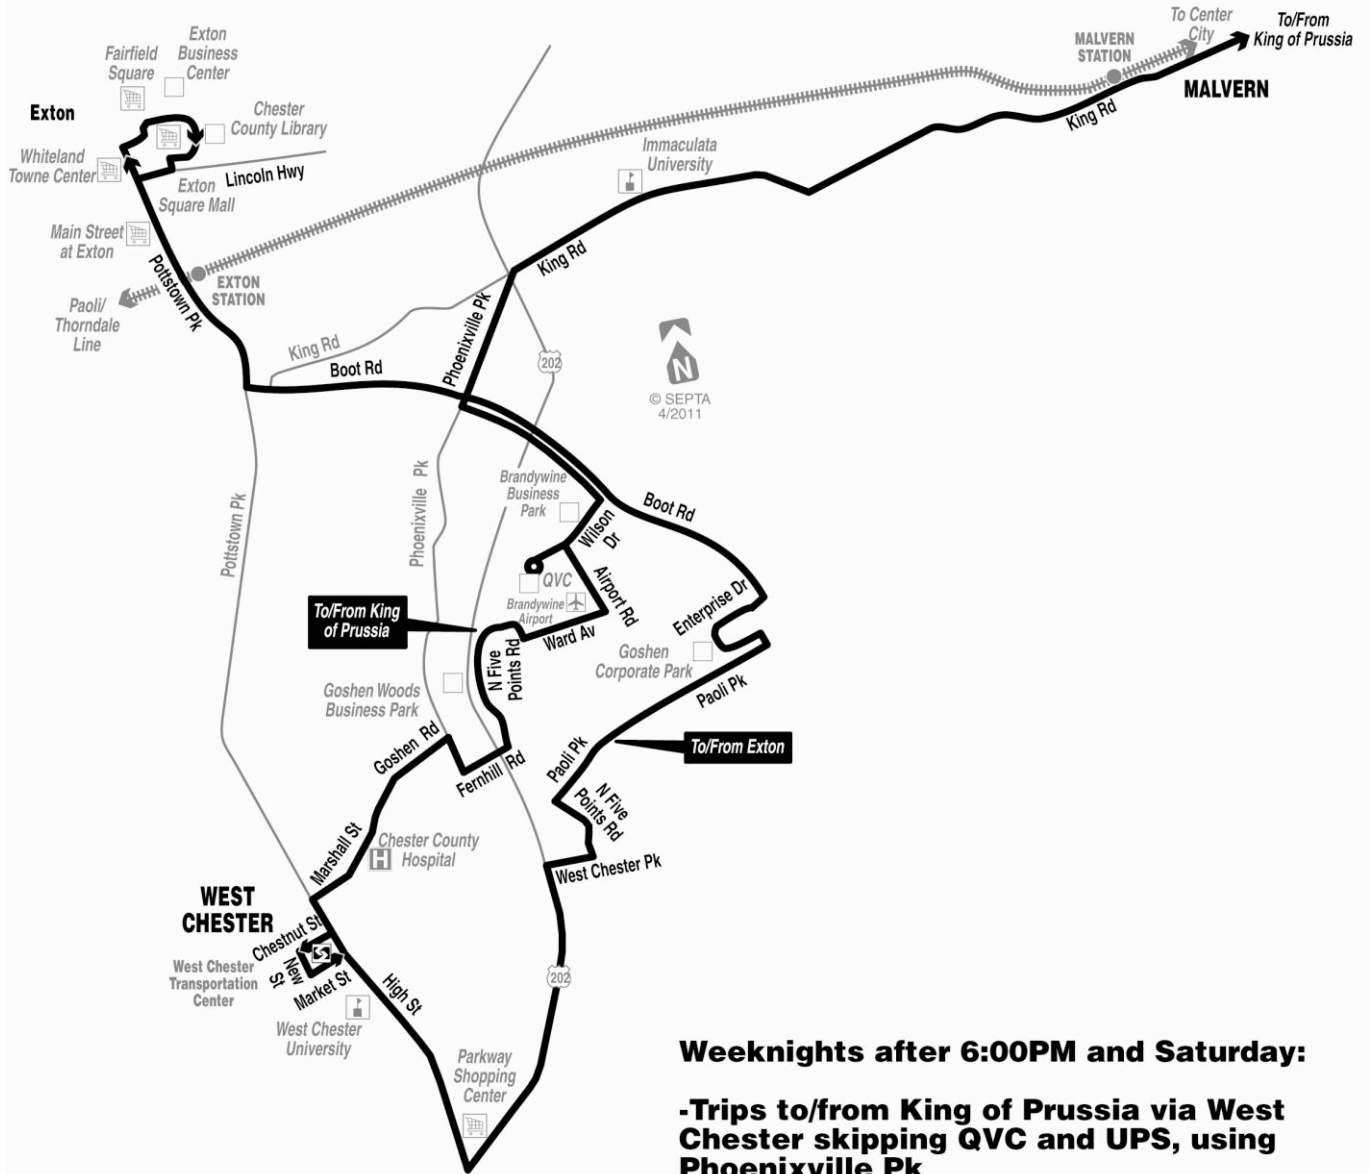 To Center
City
To/From
King of Prussia
MALVERN
STATION
MALVERN
King Rd
Exton
Business
Center
Fairfield
Square
Exton
Chester
County Library
Whiteland
Towne Center
Lincoln Hwy
Exton
Square Mall
Immaculata
University
Main Street
at Exton
Pottstown Pk
EXTON
STATION
Paoli/
Thorndale
Line
King Rd
King Rd
Boot Rd
Phoenixville Pk
202
N
© SEPTA
4/2011
Pottstown Pk
Phoenixville Pk
Brandywine
Business
Park
Wilson
Dr
Boot Rd
QVC
Brandywine
Airport
Airport Rd
Ward Av
Enterprise Dr
To/From King
of Prussia
N Five
Points Rd
Goshen
Corporate Park
Paoli Pk
Goshen Woods
Business Park
Goshen Rd
Fernhill Rd
Paoli Pk
To/From Exton
N Five
Points Rd
Marshall St
Chester County
Hospital
H
West Chester Pk
WEST
CHESTER
Chestnut St
New
St
Market St
West Chester
Transportation
Center
High St
202
West Chester
University
Parkway
Shopping
Center
Weeknights after 6:00PM and Saturday:
-Trips to/from King of Prussia via West
Chester skipping QVC and UPS, using
Phoenixville Pk